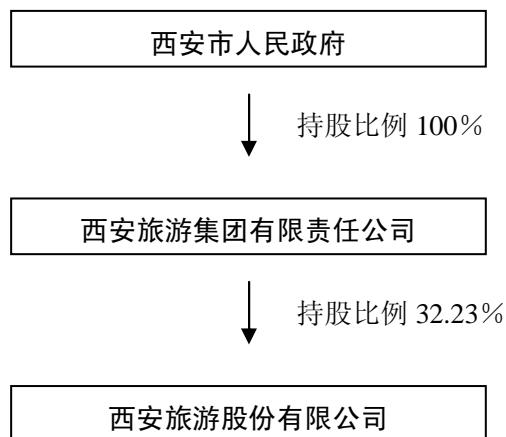 西安市人民政府
持股比例 100％
西安旅游集团有限责任公司
持股比例 32.23％
西安旅游股份有限公司